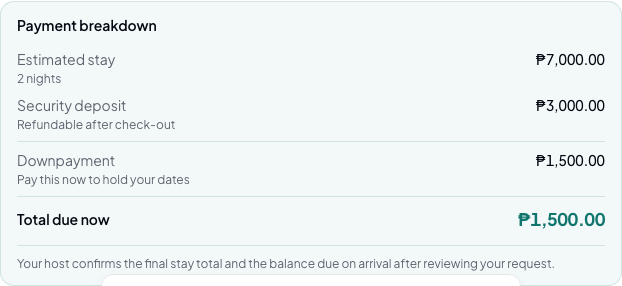 Payment breakdown
Estimated stay ₱7,000.00
2 nights
Security deposit ₱3,000.00
Refundable after check-out
Downpayment ₱1,500.00
Pay this now to hold your dates
Total due now ₱1,500.00
Your host confirms the final stay total and the balance due on arrival after reviewing your request.